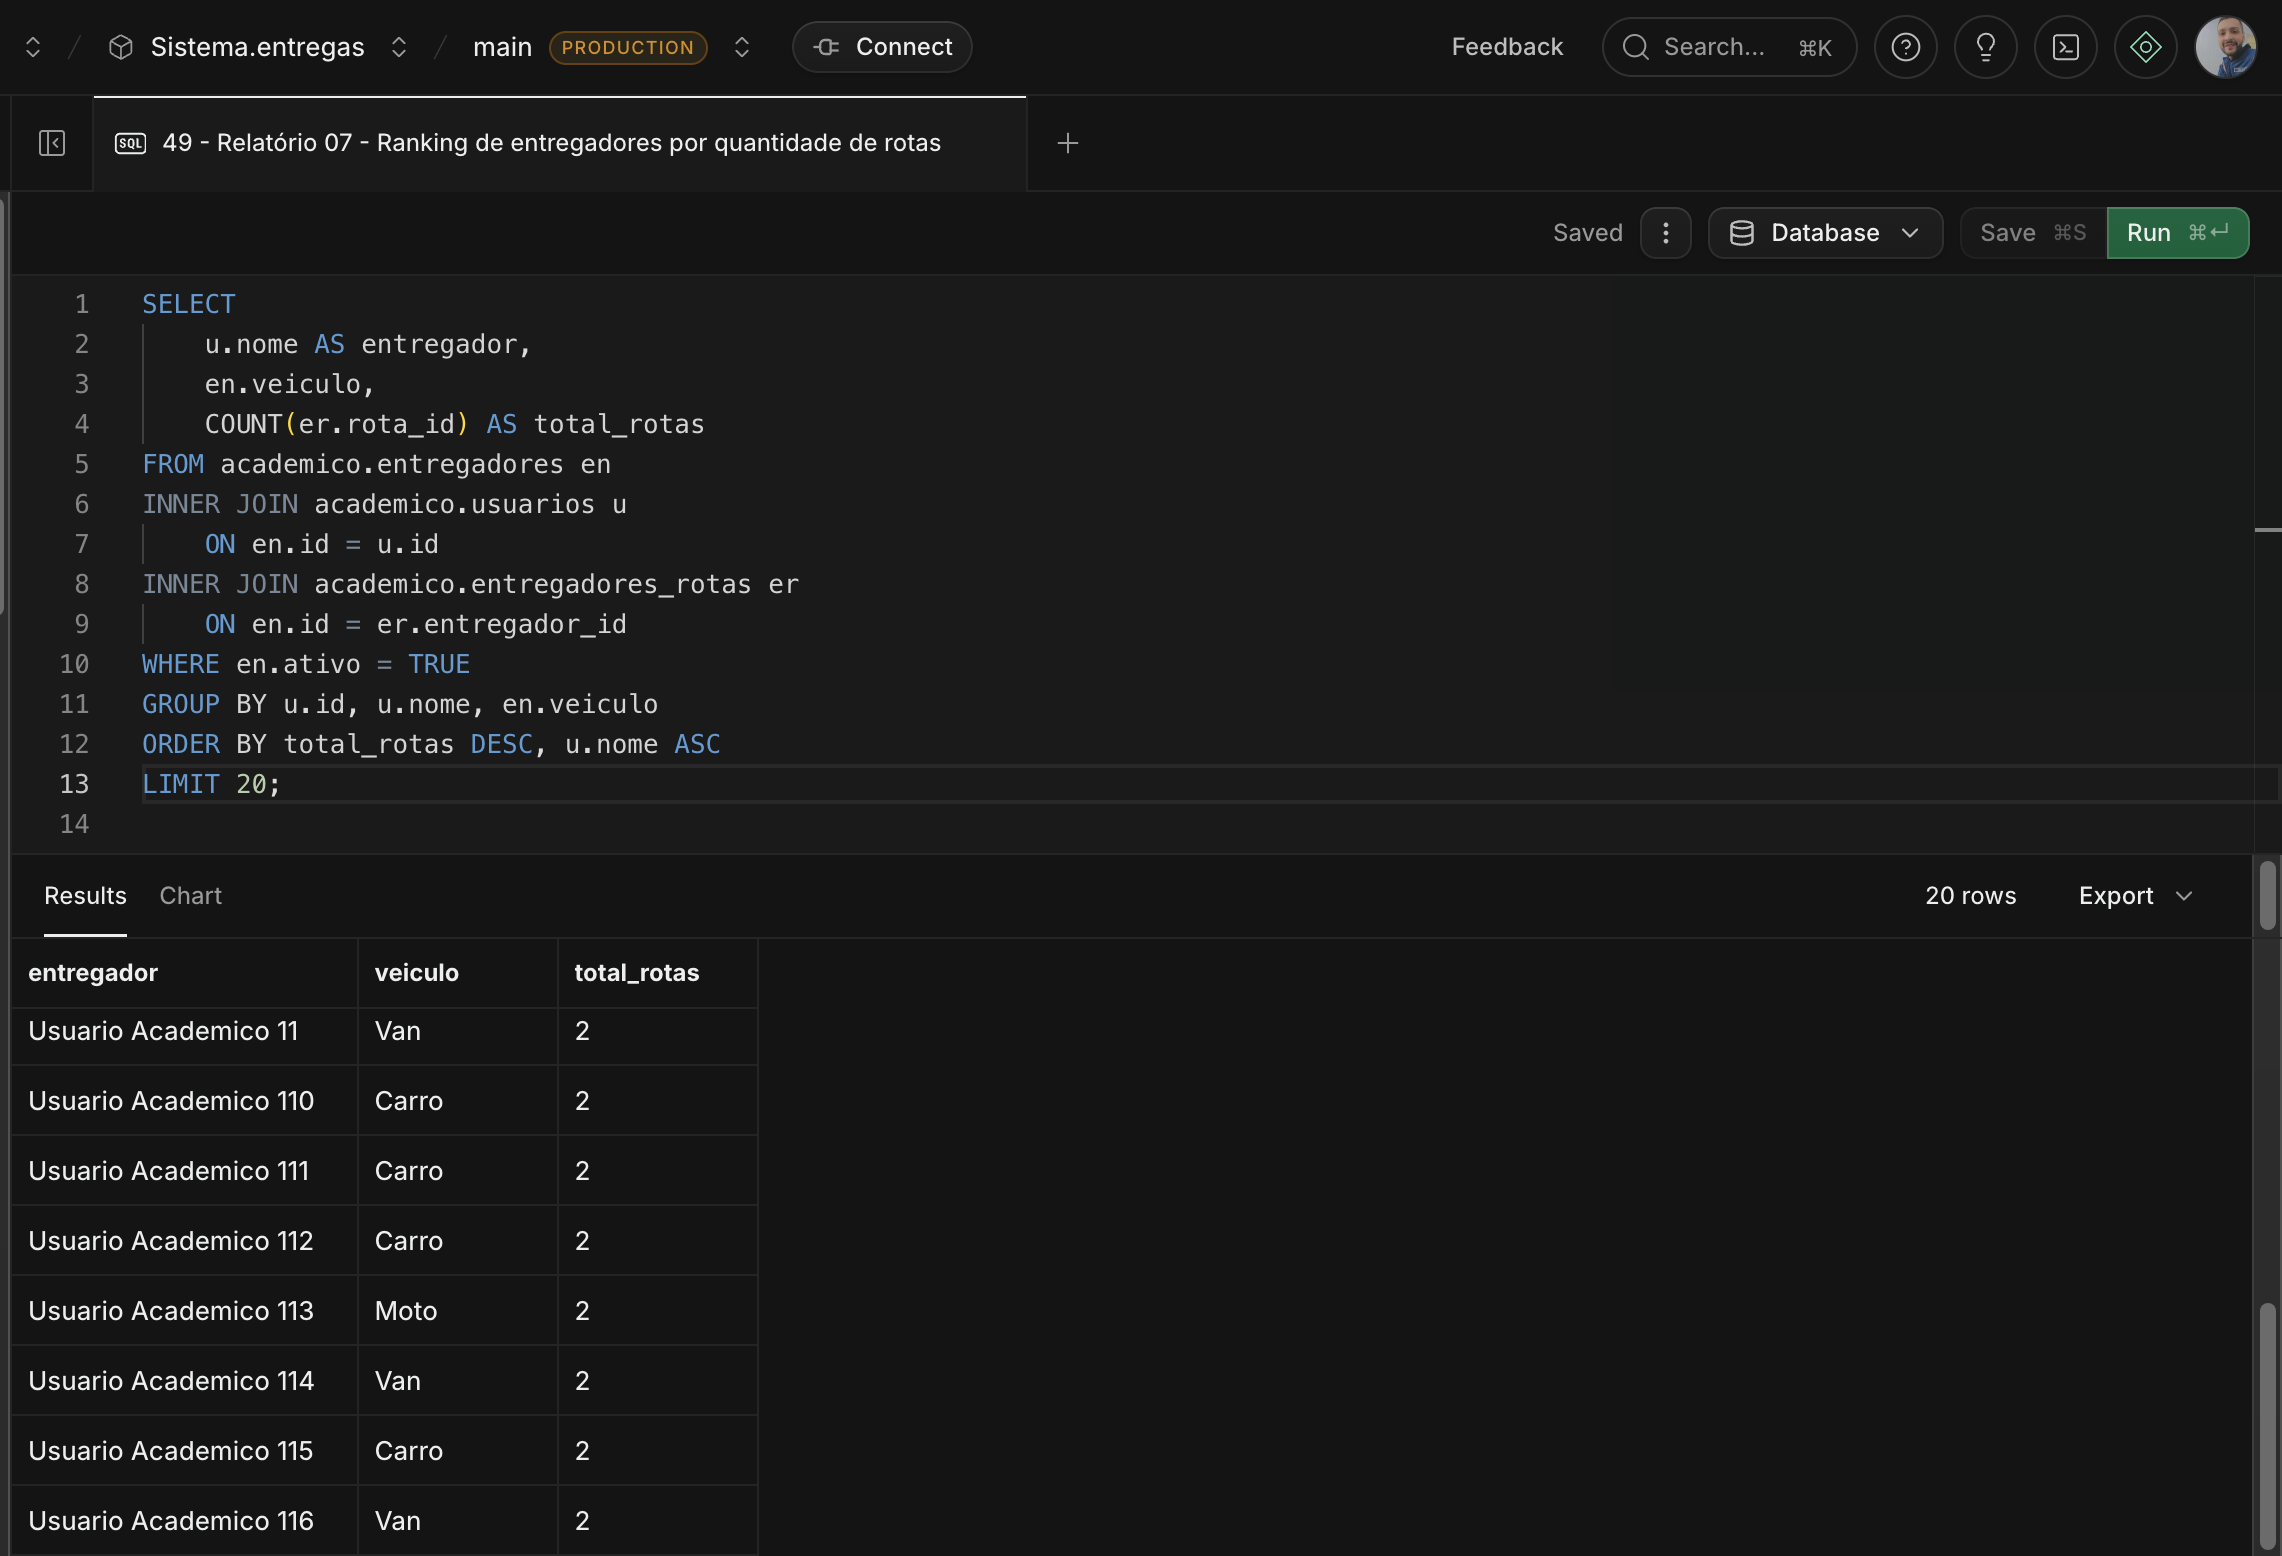 Sistema.entregas main PRODUCTION Connect Feedback Search... ⌘K
SQL 49 - Relatório 07 - Ranking de entregadores por quantidade de rotas
Saved Database Save ⌘S Run ⌘↵
1 SELECT
2 u.nome AS entregador,
3 en.veiculo,
4 COUNT(er.rota_id) AS total_rotas
5 FROM academico.entregadores en
6 INNER JOIN academico.usuarios u
7 ON en.id = u.id
8 INNER JOIN academico.entregadores_rotas er
9 ON en.id = er.entregador_id
10 WHERE en.ativo = TRUE
11 GROUP BY u.id, u.nome, en.veiculo
12 ORDER BY total_rotas DESC, u.nome ASC
13 LIMIT 20;
14
Results Chart 20 rows Export
entregador veiculo total_rotas
Usuario Academico 11 Van 2
Usuario Academico 110 Carro 2
Usuario Academico 111 Carro 2
Usuario Academico 112 Carro 2
Usuario Academico 113 Moto 2
Usuario Academico 114 Van 2
Usuario Academico 115 Carro 2
Usuario Academico 116 Van 2